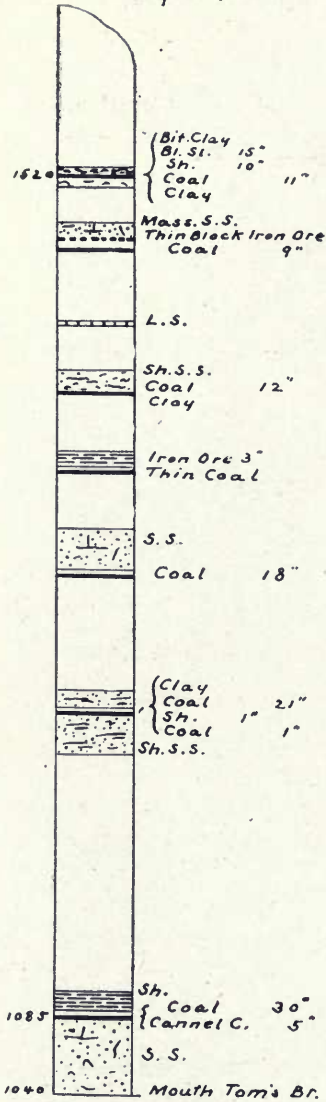 Bit. Clay
Bl. Sl. 15"
Sh. 10"
1520
Coal 11"
Clay
Mass. S.S.
Thin Block Iron Ore
Coal 9"
L.S.
Sh. S.S.
Coal 12"
Clay
Iron Ore 3"
Thin Coal
S.S.
Coal 18"
Clay
Coal 21"
Sh. 1"
Coal 1"
Sh. S.S.
Sh.
Coal 30"
1085
Cannel C. 5"
S.S.
1040 Mouth Tom's Br.